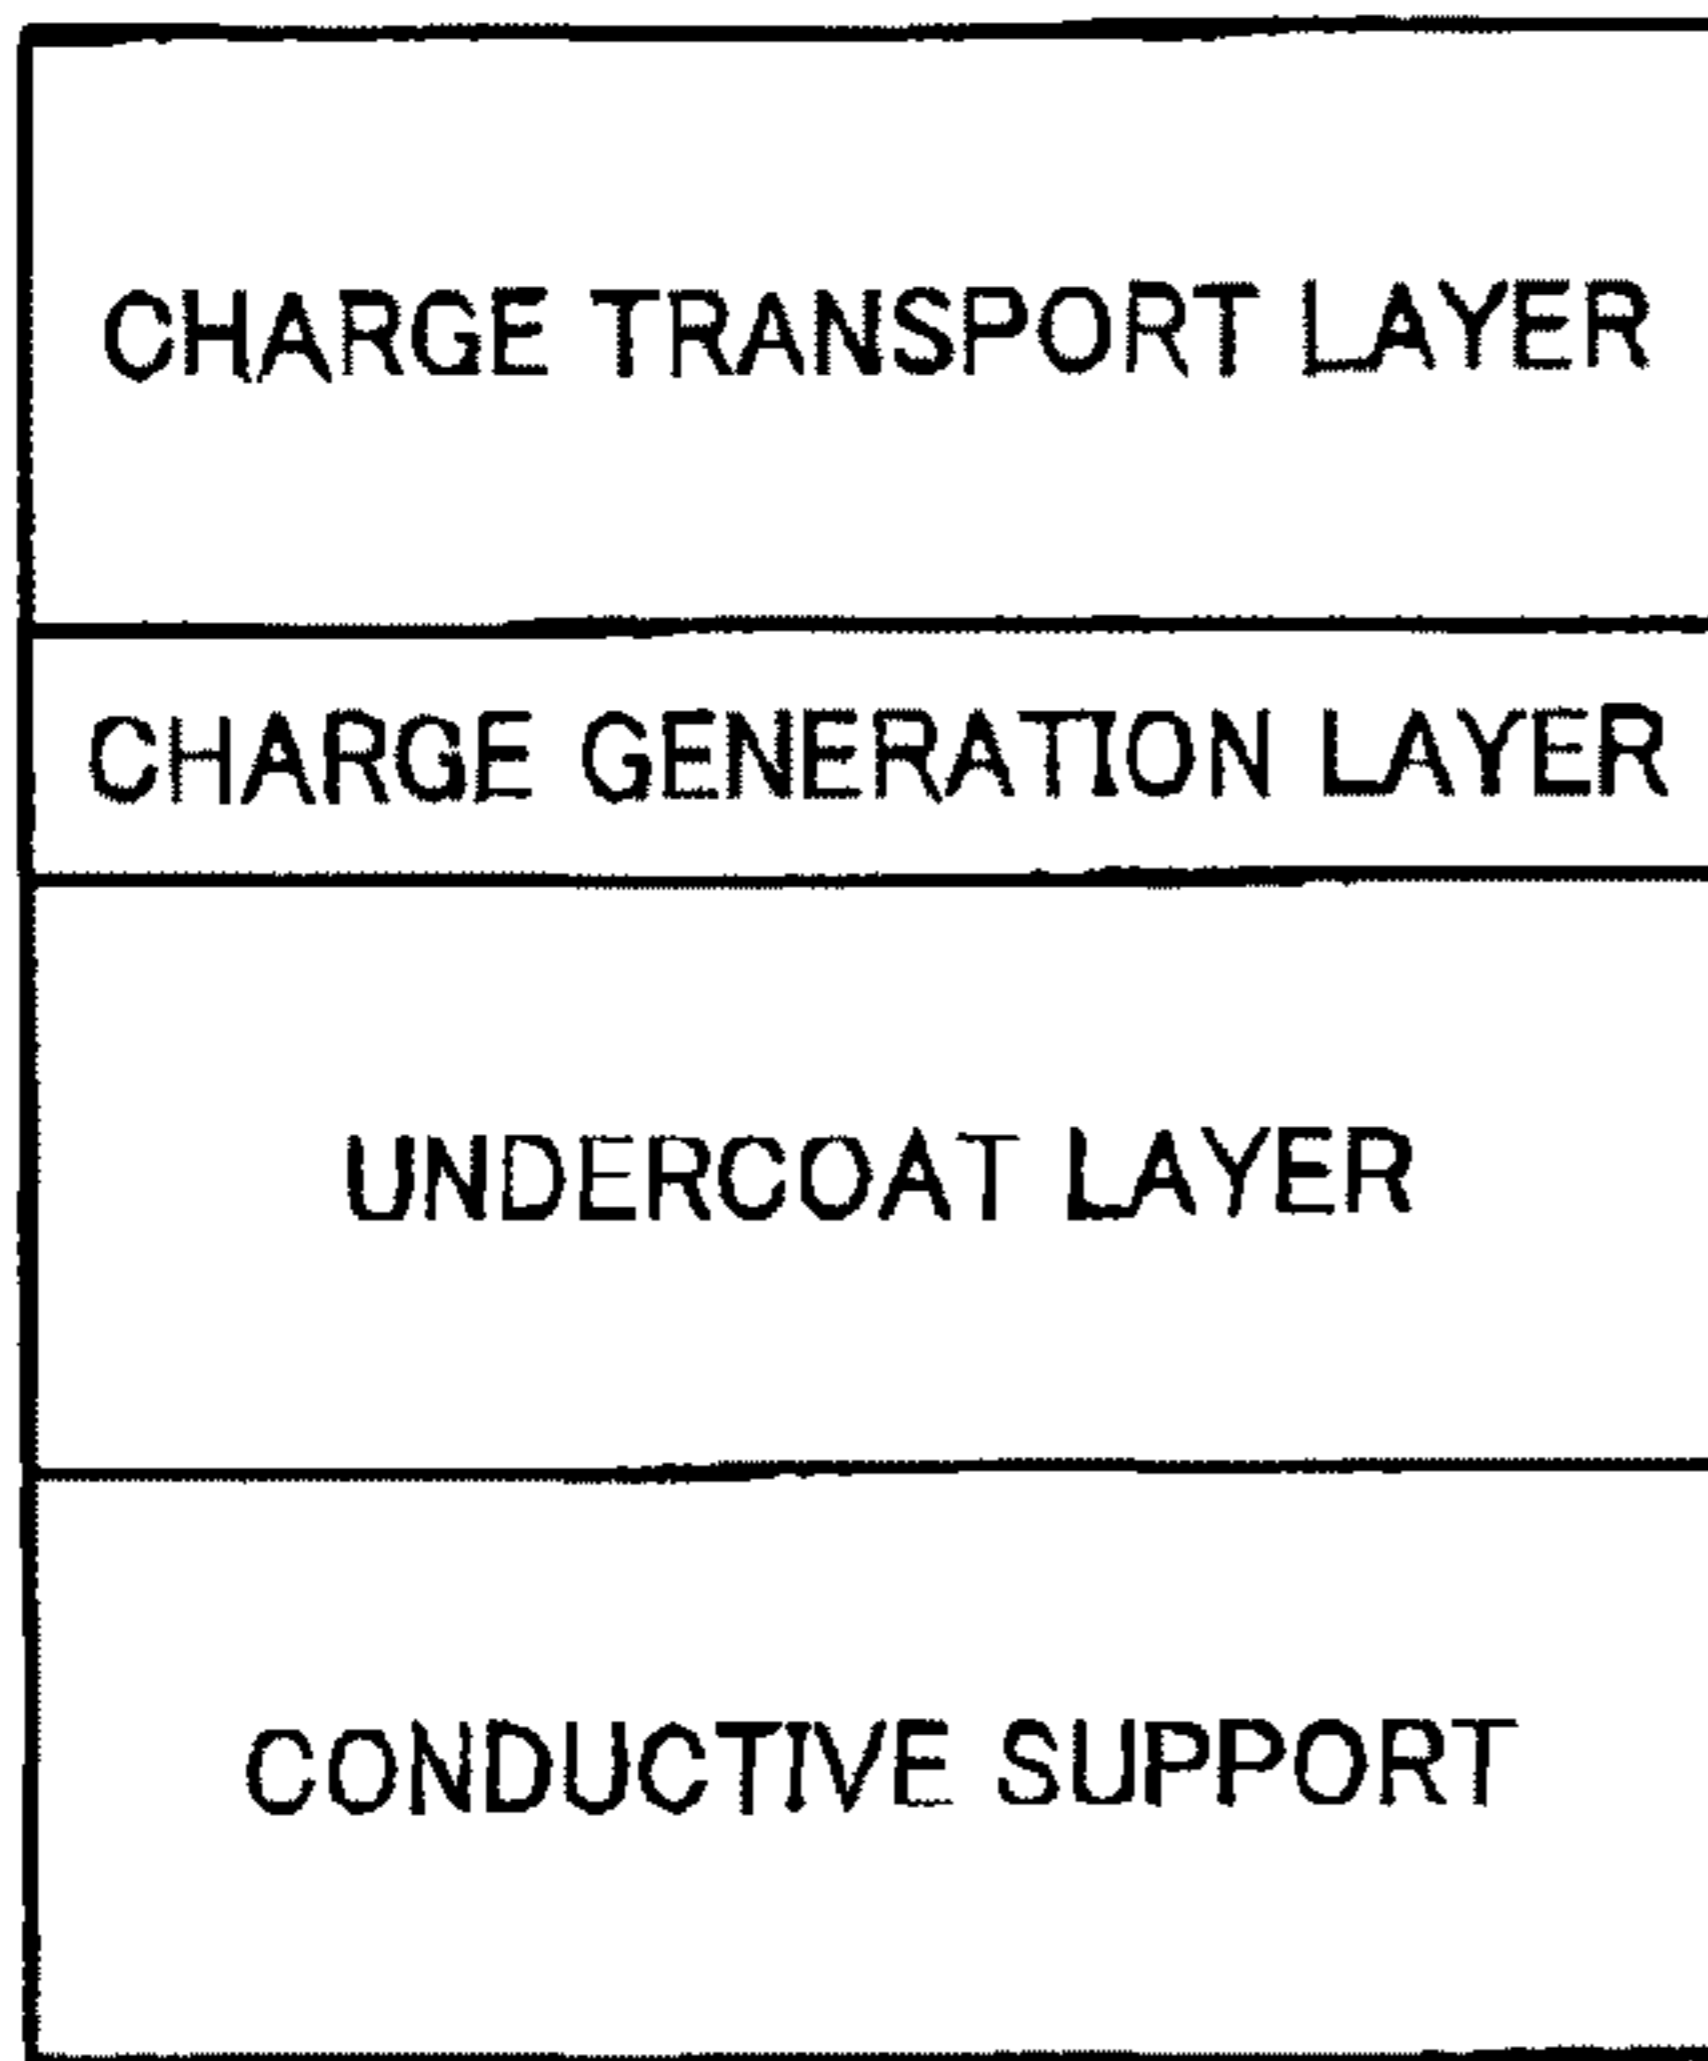 CHARGE TRANSPORT LAYER
CHARGE GENERATION LAYER
UNDERCOAT LAYER
CONDUCTIVE SUPPORT